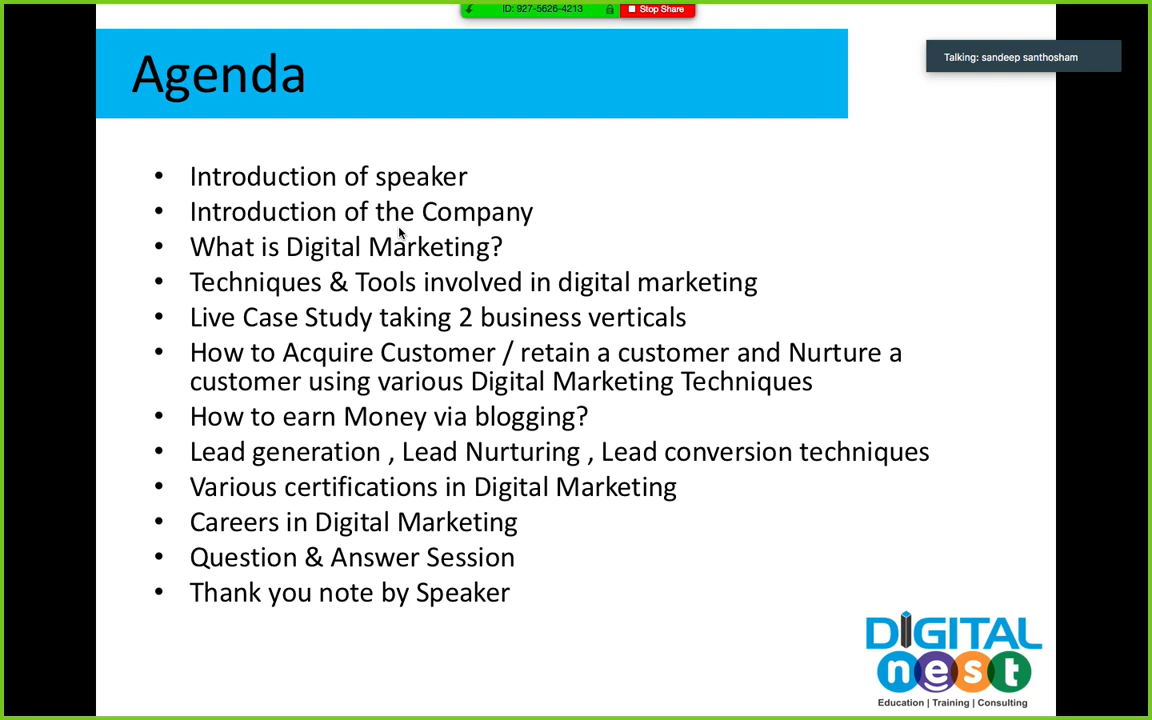 ID: 927-5626-4213
Stop Share
Talking: sandeep santhosham
Agenda
• Introduction of speaker
• Introduction of the Company
• What is Digital Marketing?
• Techniques & Tools involved in digital marketing
• Live Case Study taking 2 business verticals
• How to Acquire Customer / retain a customer and Nurture a
customer using various Digital Marketing Techniques
• How to earn Money via blogging?
• Lead generation , Lead Nurturing , Lead conversion techniques
• Various certifications in Digital Marketing
• Careers in Digital Marketing
• Question & Answer Session
• Thank you note by Speaker
DIGITAL
nest
Education | Training | Consulting